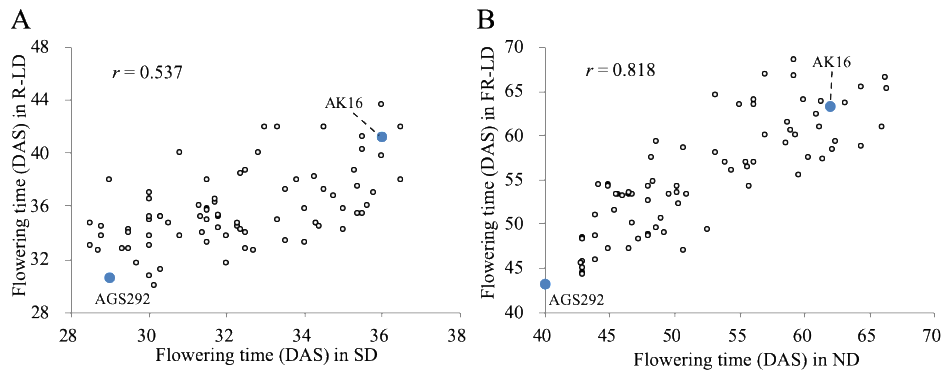 A
Flowering time (DAS) in R-LD
48
44
40
36
32
28
r = 0.537
AK16
AGS292
28
30
32
34
36
38
Flowering time (DAS) in SD
B
Flowering time (DAS) in FR-LD
70
65
60
55
50
45
40
r = 0.818
AK16
AGS292
40
45
50
55
60
65
70
Flowering time (DAS) in ND